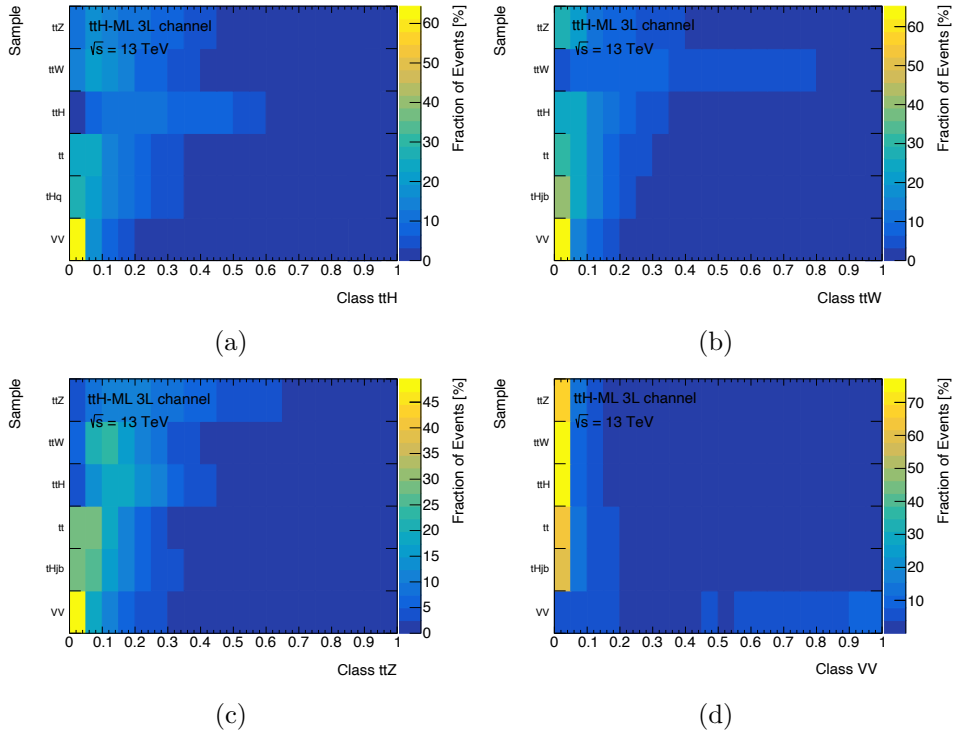 Sample
ttZ
ttW
ttH
tt
tHq
VV
ttH-ML 3L channel
√s = 13 TeV
0 0.1 0.2 0.3 0.4 0.5 0.6 0.7 0.8 0.9 1
Class ttH
60
50
40
30
20
10
0
Fraction of Events [%]
(a)
Sample
ttZ
ttW
ttH
tt
tHjb
VV
ttH-ML 3L channel
√s = 13 TeV
0 0.1 0.2 0.3 0.4 0.5 0.6 0.7 0.8 0.9 1
Class ttW
60
50
40
30
20
10
0
Fraction of Events [%]
(b)
Sample
ttZ
ttW
ttH
tt
tHjb
VV
ttH-ML 3L channel
√s = 13 TeV
0 0.1 0.2 0.3 0.4 0.5 0.6 0.7 0.8 0.9 1
Class ttZ
45
40
35
30
25
20
15
10
5
0
Fraction of Events [%]
(c)
Sample
ttZ
ttW
ttH
tt
tHjb
VV
ttH-ML 3L channel
√s = 13 TeV
0 0.1 0.2 0.3 0.4 0.5 0.6 0.7 0.8 0.9 1
Class VV
70
60
50
40
30
20
10
Fraction of Events [%]
(d)